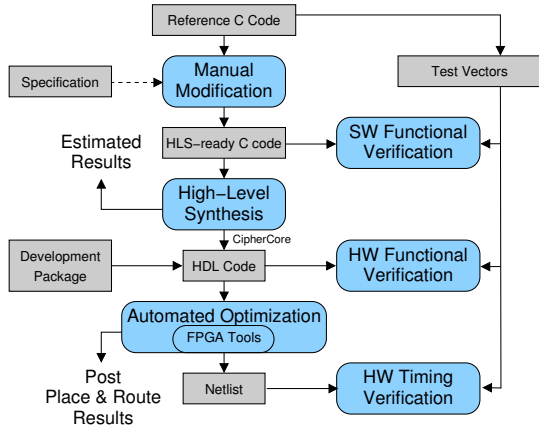 Reference C Code
Specification
Manual
Modification
Test Vectors
Estimated
Results
HLS-ready C code
SW Functional
Verification
High-Level
Synthesis
CipherCore
Development
Package
HDL Code
HW Functional
Verification
Automated Optimization
FPGA Tools
Post
Place & Route
Results
Netlist
HW Timing
Verification